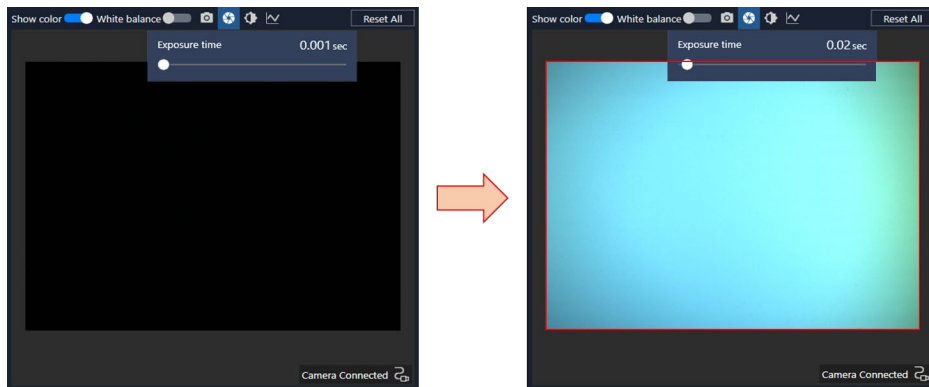 Show color White balance Reset All
Exposure time 0.001 sec
Camera Connected
Show color White balance Reset All
Exposure time 0.02 sec
Camera Connected